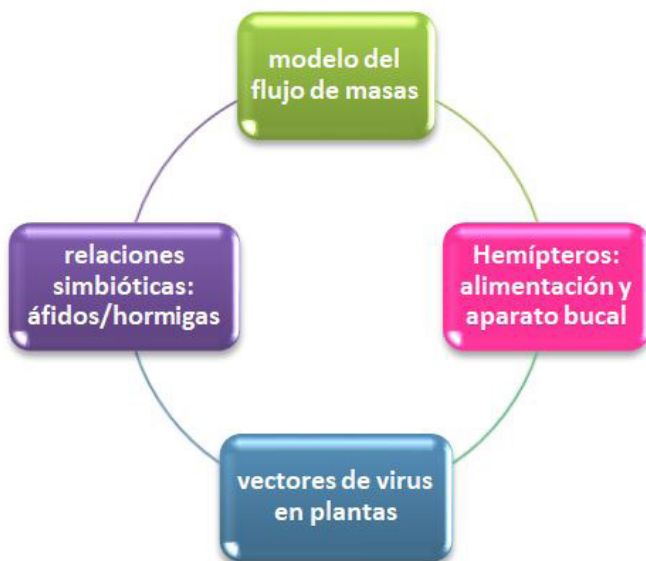 modelo del
flujo de masas
relaciones
simbióticas:
áfidos/hormigas
Hemípteros:
alimentación y
aparato bucal
vectores de virus
en plantas